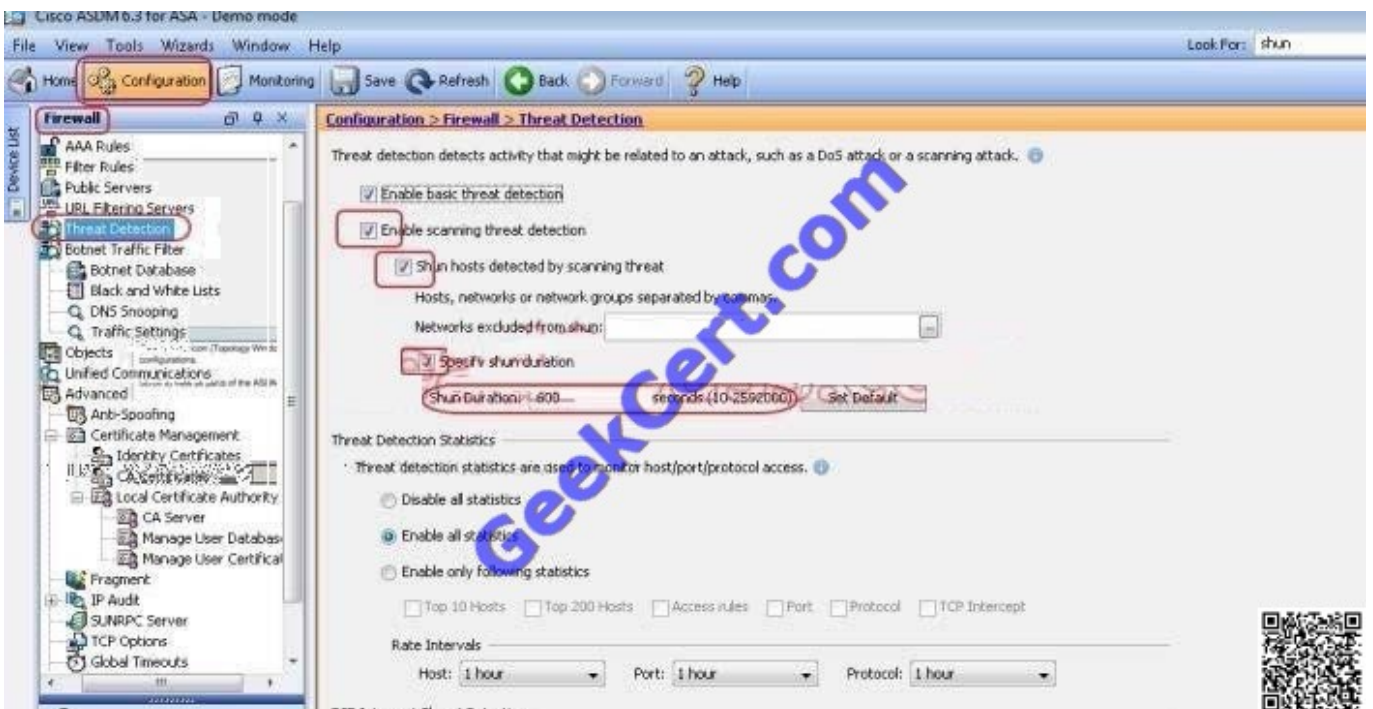 Cisco ASDM 6.3 for ASA - Demo mode
File View Tools Wizards Window Help
Look For: shun
Home Configuration Monitoring Save Refresh Back Forward Help
Device List
Firewall
AAA Rules
Filter Rules
Public Servers
URL Filtering Servers
Threat Detection
Botnet Traffic Filter
Botnet Database
Black and White Lists
DNS Snooping
Traffic Settings
Objects
Unified Communications
Advanced
Anti-Spoofing
Certificate Management
Identity Certificates
CA Certificates
Local Certificate Authority
CA Server
Manage User Databas
Manage User Certifical
Fragment
IP Audit
SUNRPC Server
TCP Options
Global Timeouts
Configuration > Firewall > Threat Detection
Threat detection detects activity that might be related to an attack, such as a DoS attack or a scanning attack.
Enable basic threat detection
Enable scanning threat detection
Shun hosts detected by scanning threat
Hosts, networks or network groups separated by commas.
Networks excluded from shun:
...
Specify shun duration
Shun Duration: 600 seconds (10-2592000) Set Default
Threat Detection Statistics
Threat detection statistics are used to monitor host/port/protocol access.
Disable all statistics
Enable all statistics
Enable only following statistics
Top 10 Hosts Top 200 Hosts Access rules Port Protocol TCP Intercept
Rate Intervals
Host: 1 hour Port: 1 hour Protocol: 1 hour
GeekCert.com